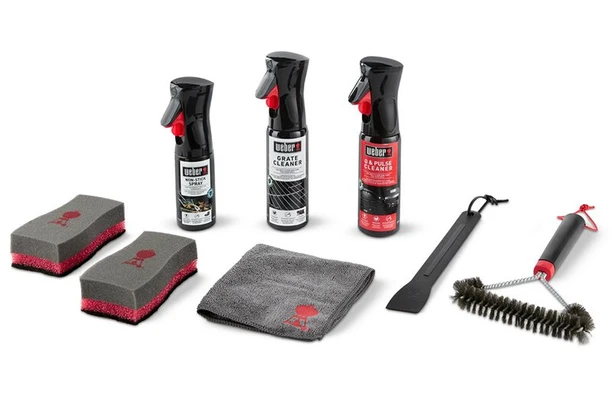 weber
NON-STICK
SPRAY
weber
GRATE
CLEANER
weber
Q & PULSE
CLEANER